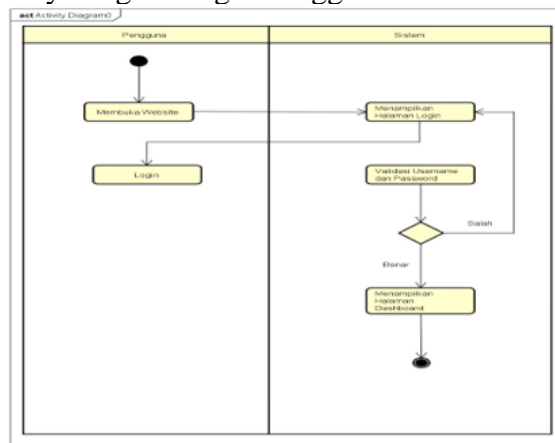 act Activity Diagram0
Pengguna
Sistem
Membuka Website
Menampilkan
Halaman Login
Login
Validasi Username
dan Password
Salah
Benar
Menampilkan
Halaman
Dashboard